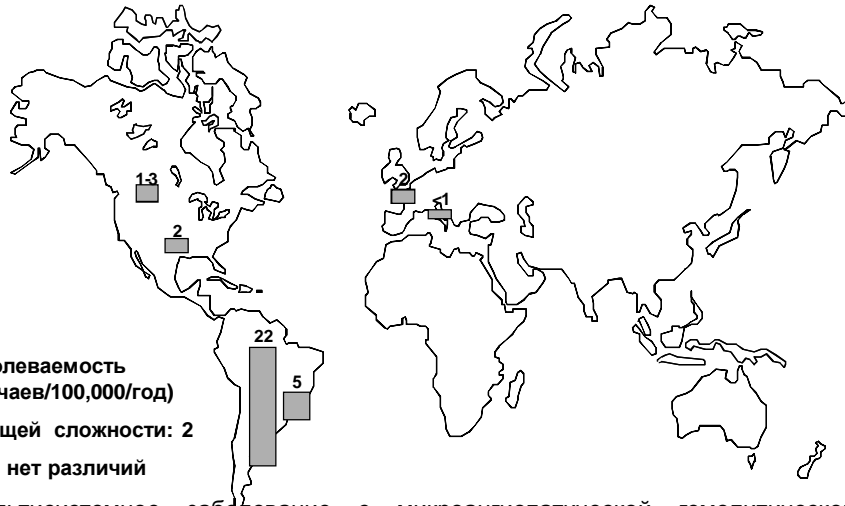 1-3
2
2
1
22
5
олеваемость
чаев/100,000/год)
щей сложности: 2
нет различий